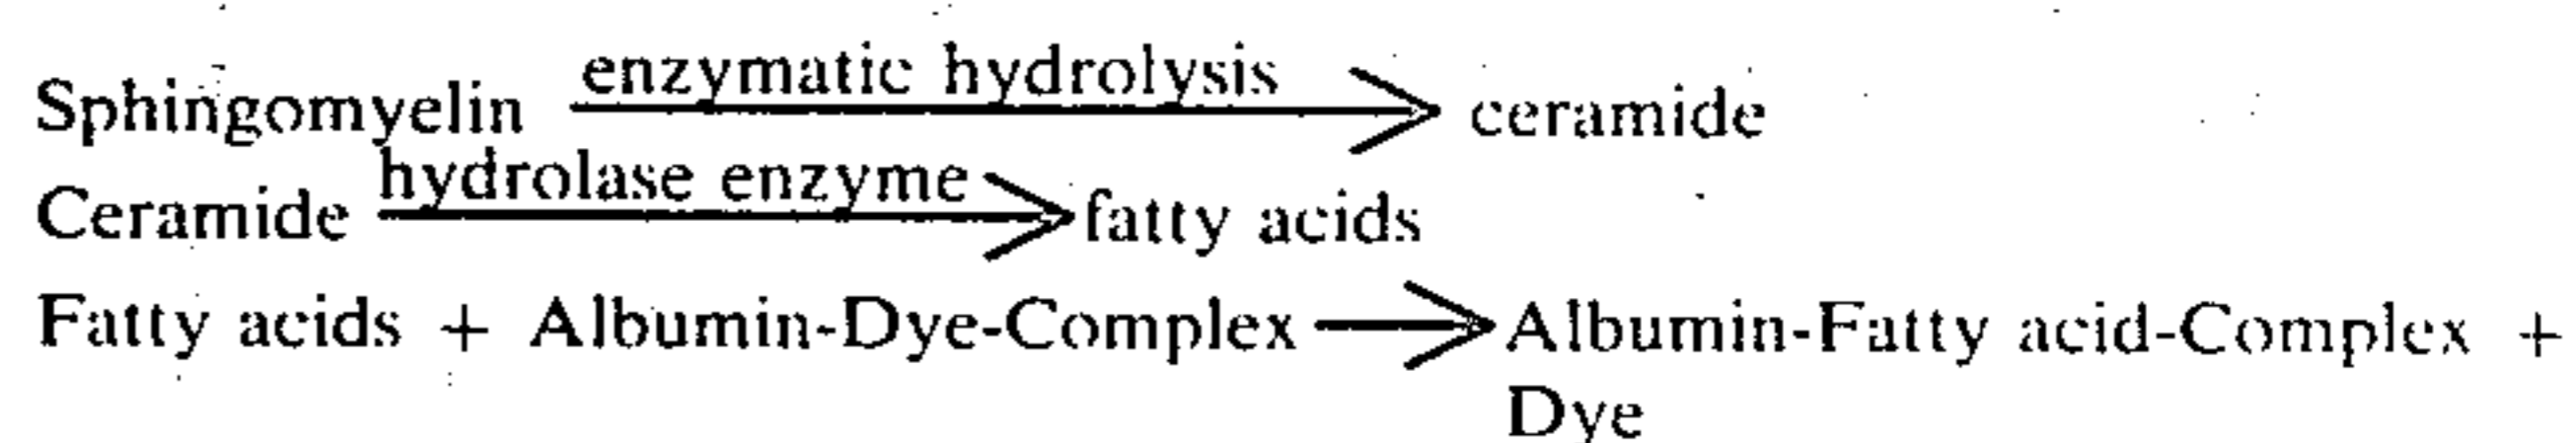 Sphingomyelin enzymatic hydrolysis ceramide
Ceramide hydrolase enzyme fatty acids
Fatty acids + Albumin-Dye-Complex Albumin-Fatty acid-Complex +
Dye